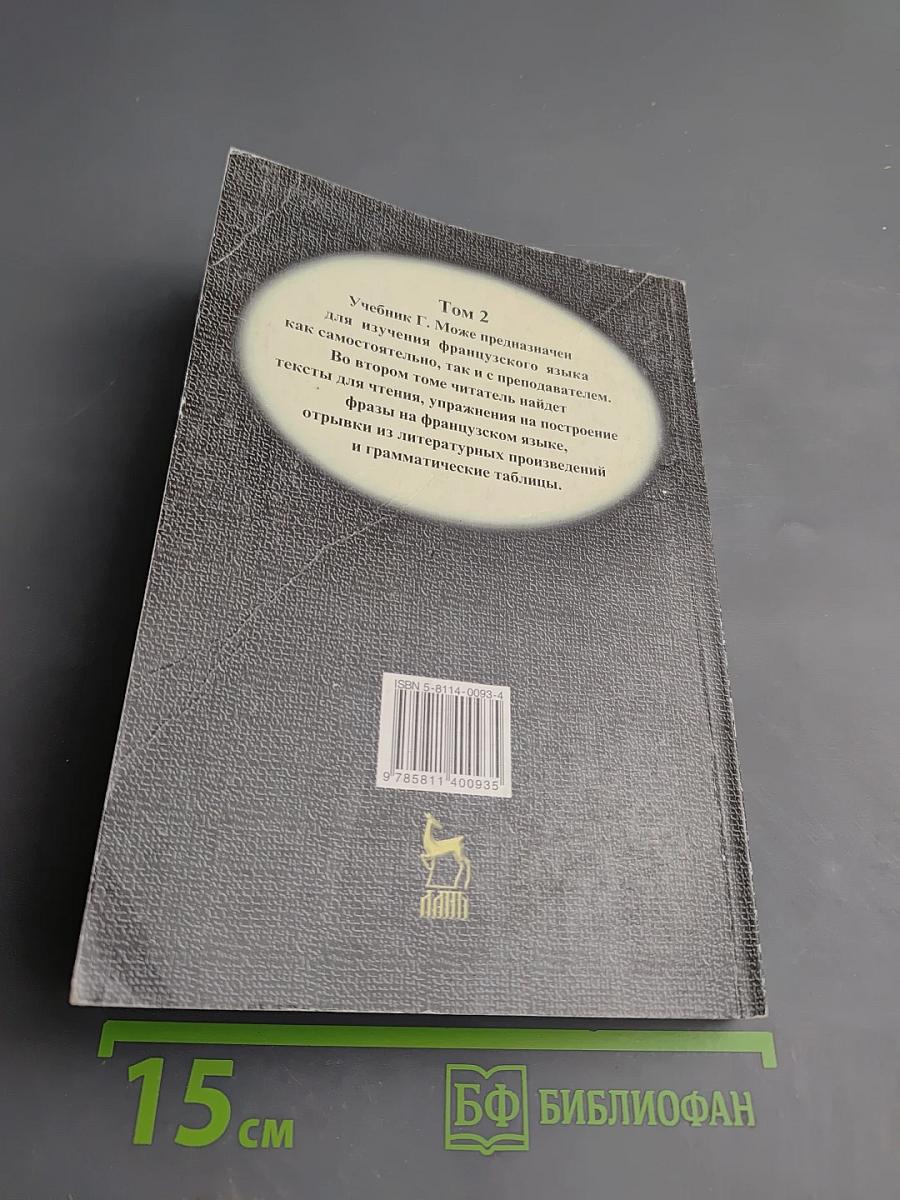 Том 2
Учебник Г. Може предназначен
для изучения французского языка
как самостоятельно, так и с преподавателем.
Во втором томе читатель найдет
тексты для чтения, упражнения на построение
фразы на французском языке,
отрывки из литературных произведений
и грамматические таблицы.
ISBN 5-8114-0093-4
9 785811 400935
ЛАНЬ
15 см
БФ БИБЛИОФАН